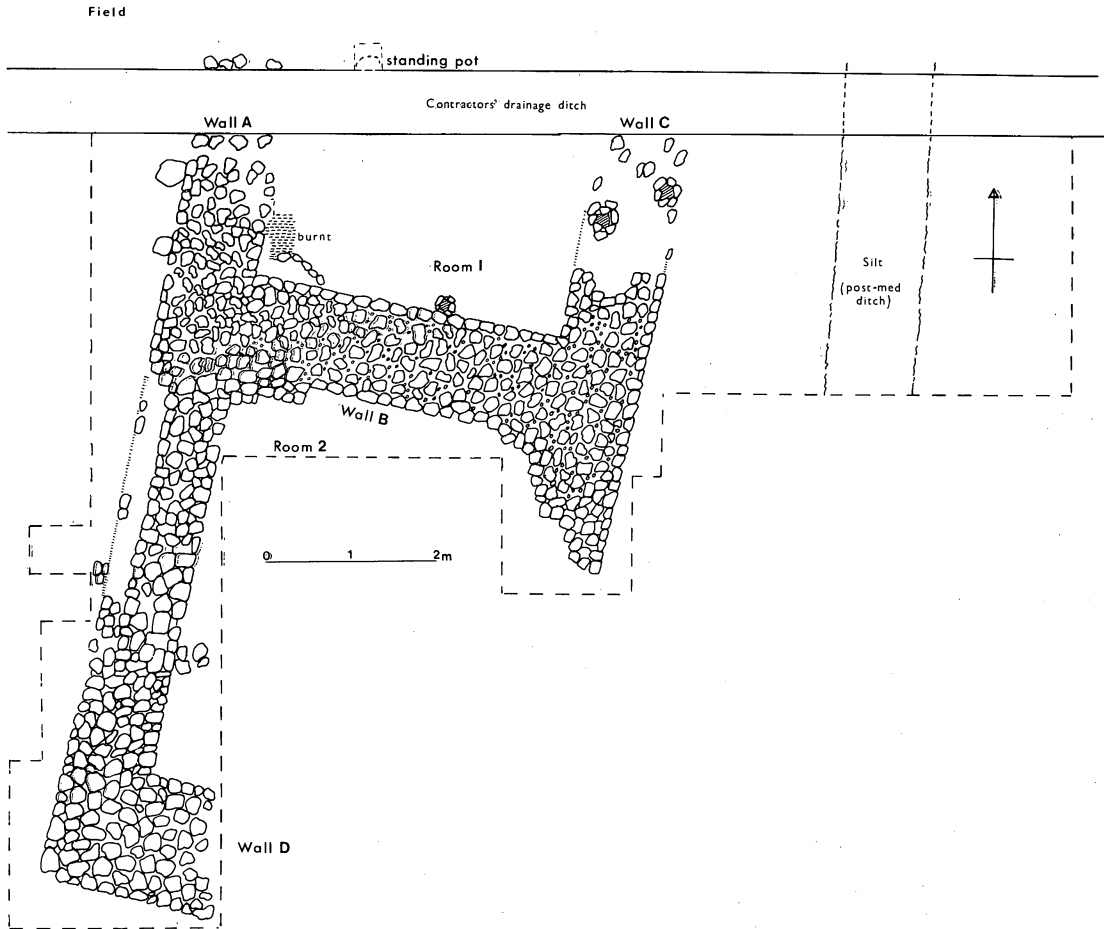 Field
standing pot
Contractors' drainage ditch
Wall A
Wall C
burnt
Room 1
Silt
(post-med
ditch)
Wall B
Room 2
0 1 2m
Wall D